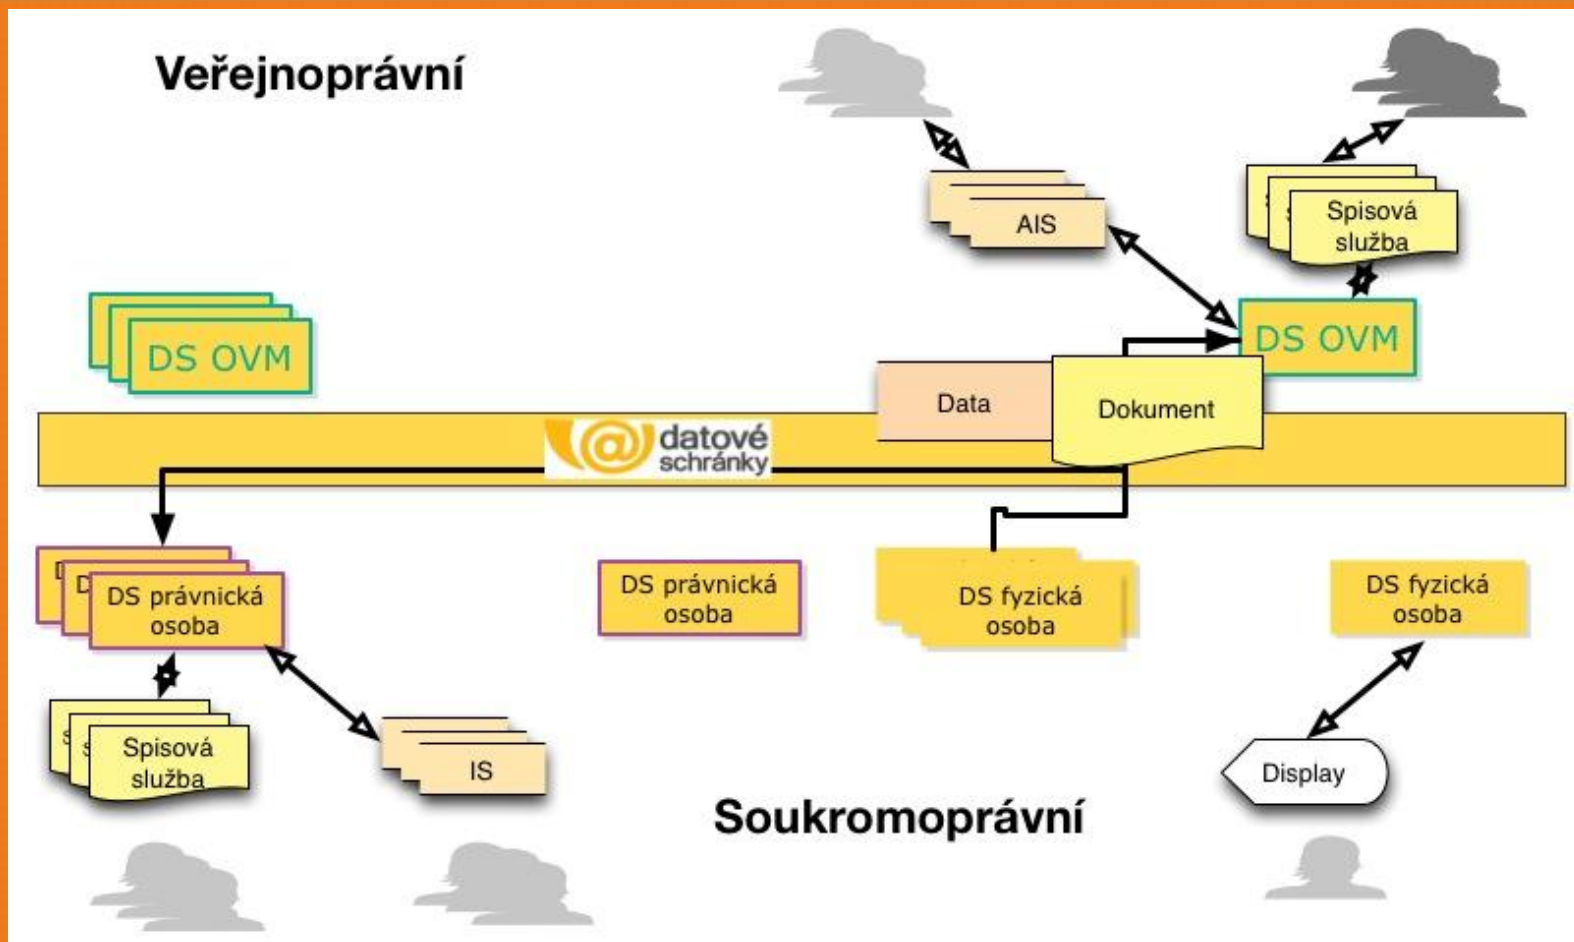 Veřejnoprávní
AIS
Spisová
služba
DS OVM
DS OVM
Data
Dokument
datové
schránky
DS právnická
osoba
DS právnická
osoba
DS fyzická
osoba
DS fyzická
osoba
Spisová
služba
IS
Display
Soukromoprávní